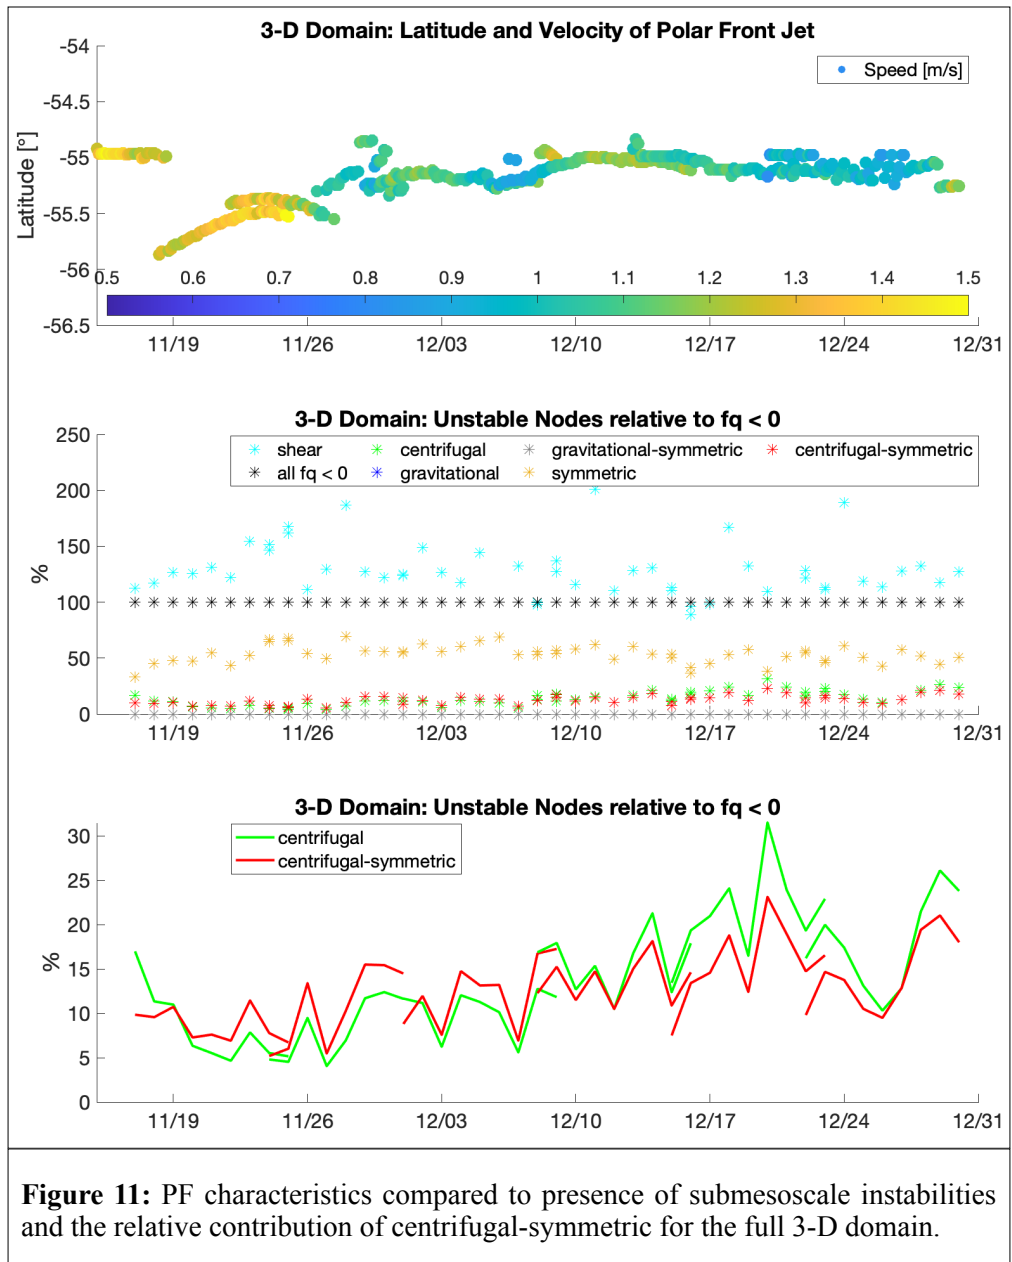 3-D Domain: Latitude and Velocity of Polar Front Jet
-54
Speed [m/s]
-54.5
-55
Latitude [°]
-55.5
-56
0.5 0.6 0.7 0.8 0.9 1 1.1 1.2 1.3 1.4 1.5
-56.5
11/19 11/26 12/03 12/10 12/17 12/24 12/31
3-D Domain: Unstable Nodes relative to fq < 0
250
shear centrifugal gravitational-symmetric centrifugal-symmetric
all fq < 0 gravitational symmetric
200
150
%
100
50
0
11/19 11/26 12/03 12/10 12/17 12/24 12/31
3-D Domain: Unstable Nodes relative to fq < 0
30
centrifugal
centrifugal-symmetric
25
20
%
15
10
5
0
11/19 11/26 12/03 12/10 12/17 12/24 12/31
Figure 11: PF characteristics compared to presence of submesoscale instabilities
and the relative contribution of centrifugal-symmetric for the full 3-D domain.